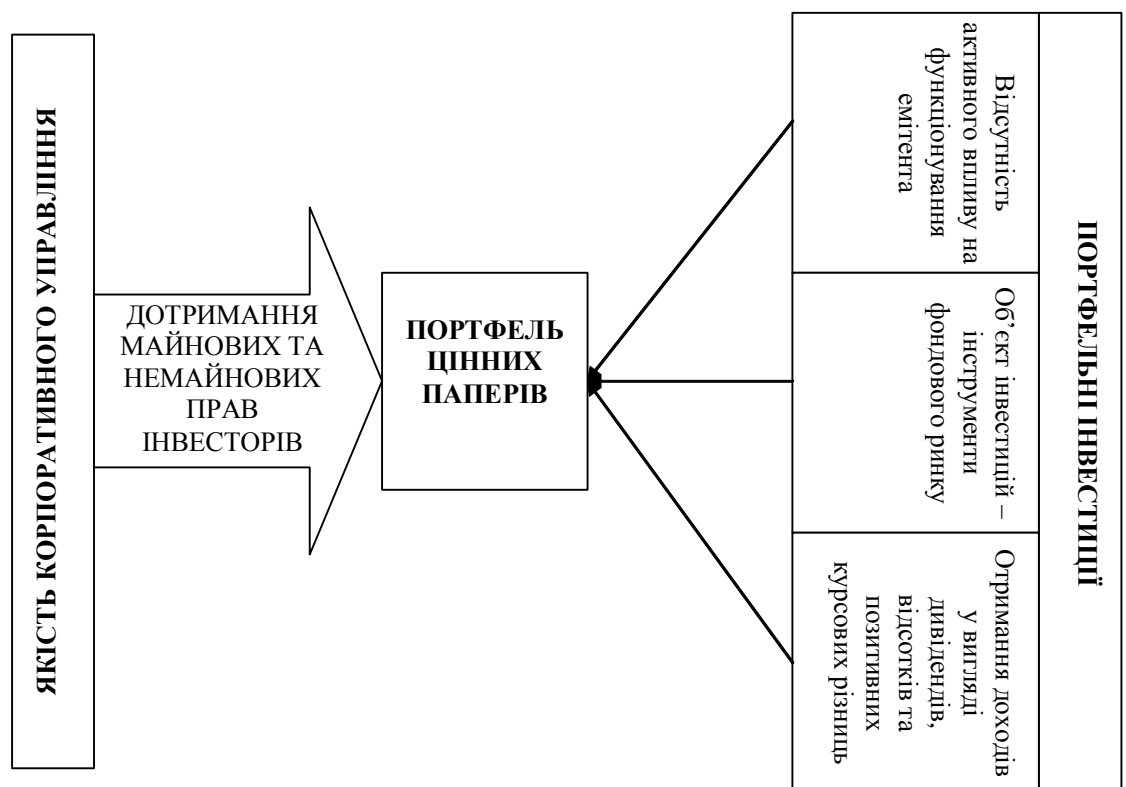 ЯКІСТЬ КОРПОРАТИВНОГО УПРАВЛІННЯ
ДОТРИМАННЯ
МАЙНОВИХ ТА
НЕМАЙНОВИХ
ПРАВ
ІНВЕСТОРІВ
ПОРТФЕЛЬ
ЦІННИХ
ПАПЕРІВ
ПОРТФЕЛЬНІ ІНВЕСТИЦІЇ
Відсутність
активного впливу на
функціонування
емітента
Об’єкт інвестицій –
інструменти
фондового ринку
Отримання доходів
у вигляді
дивідендів,
відсотків та
позитивних
курсових різниць